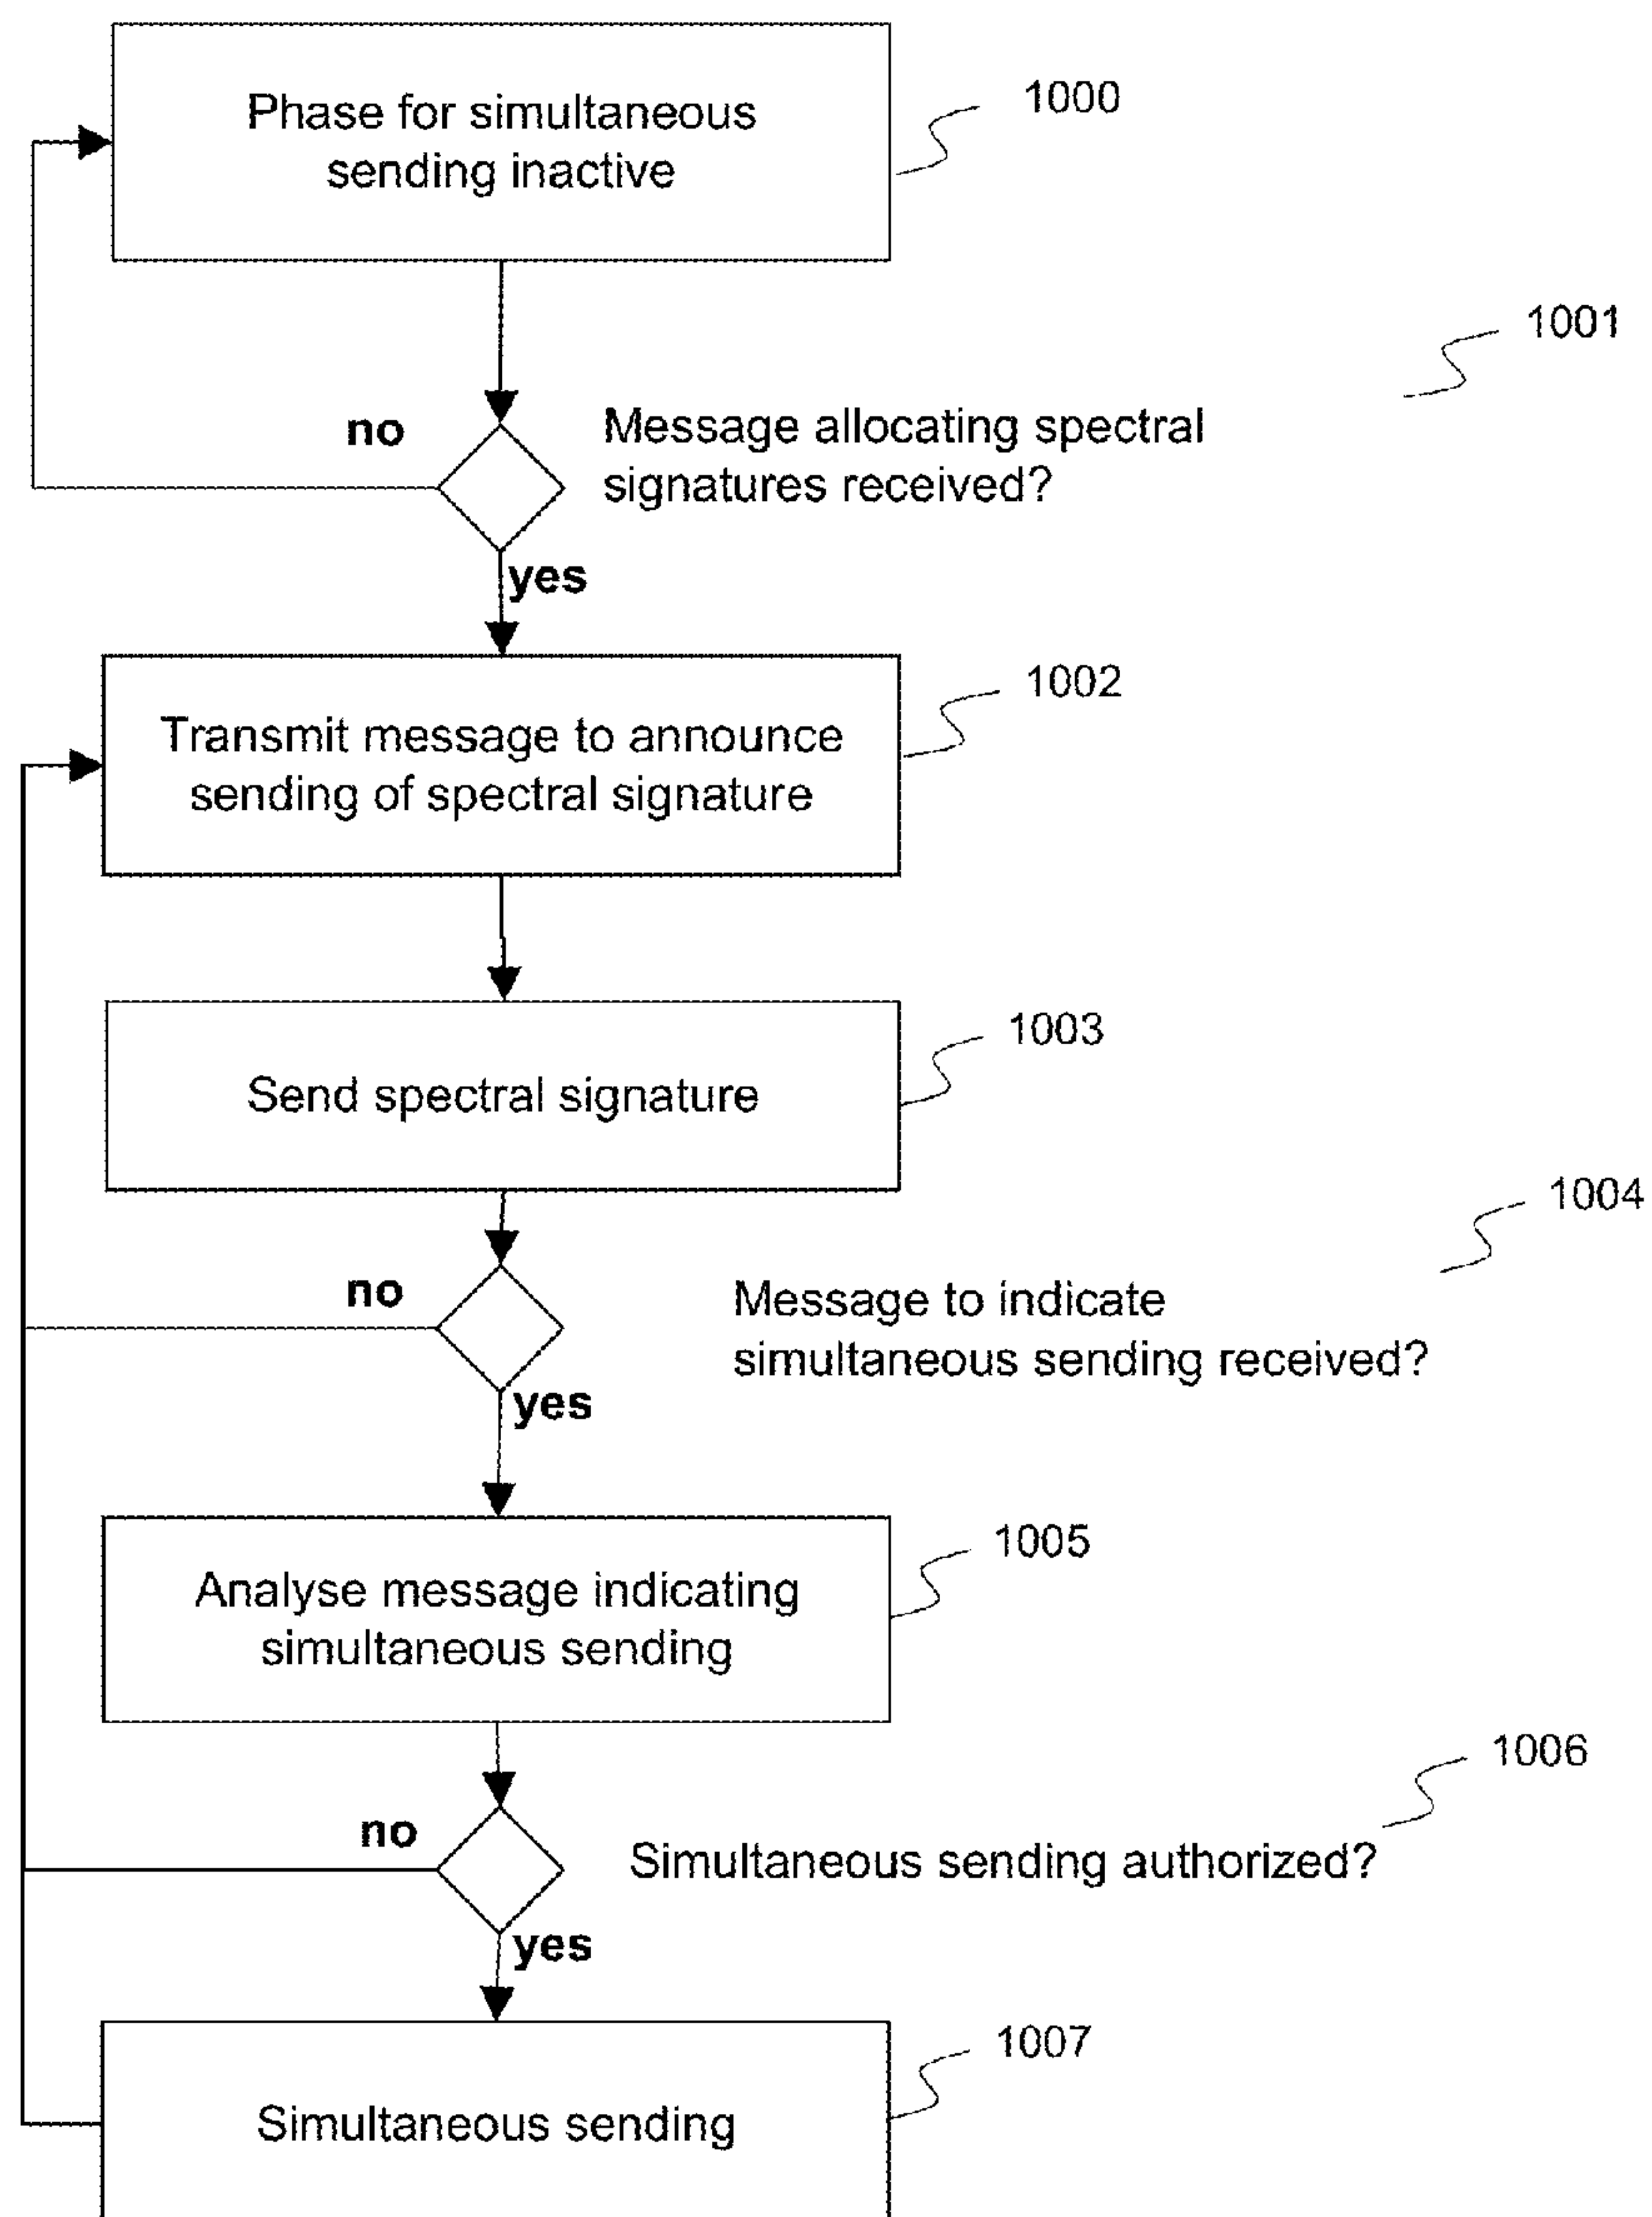 Phase for simultaneous
sending inactive
1000
1001
no
Message allocating spectral
signatures received?
yes
1002
Transmit message to announce
sending of spectral signature
1003
Send spectral signature
1004
no
Message to indicate
simultaneous sending received?
yes
1005
Analyse message indicating
simultaneous sending
1006
no
Simultaneous sending authorized?
yes
1007
Simultaneous sending